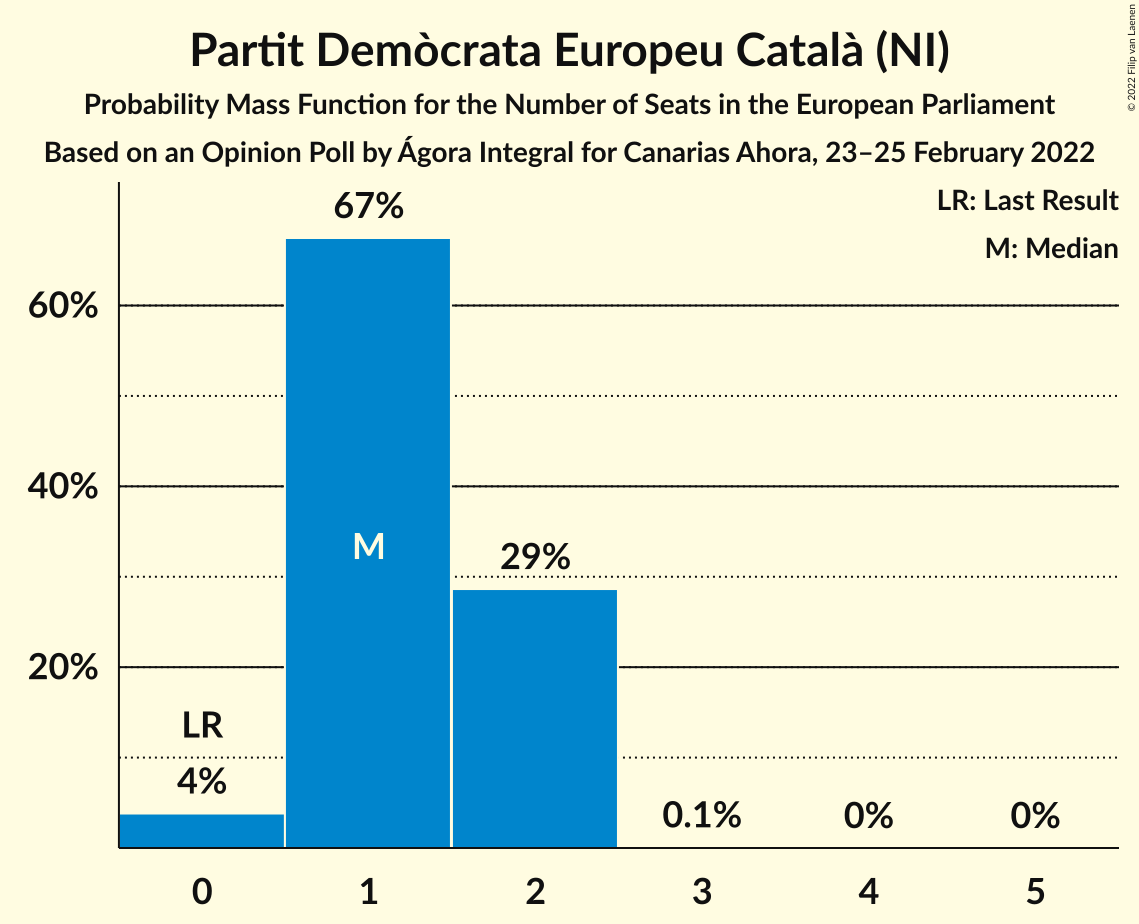 Partit Demòcrata Europeu Català (NI)
Probability Mass Function for the Number of Seats in the European Parliament
Based on an Opinion Poll by Ágora Integral for Canarias Ahora, 23–25 February 2022
© 2022 Filip van Laenen
LR: Last Result
M: Median
67%
60%
40%
M
29%
20%
LR
4%
0.1%
0%
0%
0
1
2
3
4
5